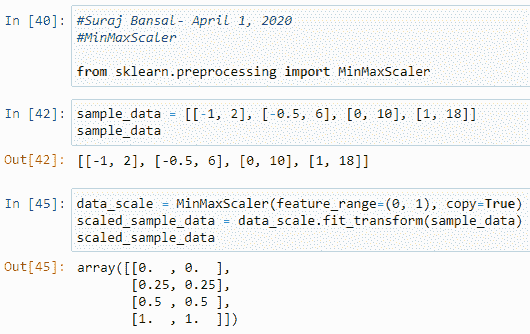 In [40]: #Suraj Bansal- April 1, 2020
#MinMaxScaler
from sklearn.preprocessing import MinMaxScaler
In [42]: sample_data = [[-1, 2], [-0.5, 6], [0, 10], [1, 18]]
sample_data
Out[42]: [[-1, 2], [-0.5, 6], [0, 10], [1, 18]]
In [45]: data_scale = MinMaxScaler(feature_range=(0, 1), copy=True)
scaled_sample_data = data_scale.fit_transform(sample_data)
scaled_sample_data
Out[45]: array([[0.  , 0.  ],
[0.25, 0.25],
[0.5 , 0.5 ],
[1.  , 1.  ]])